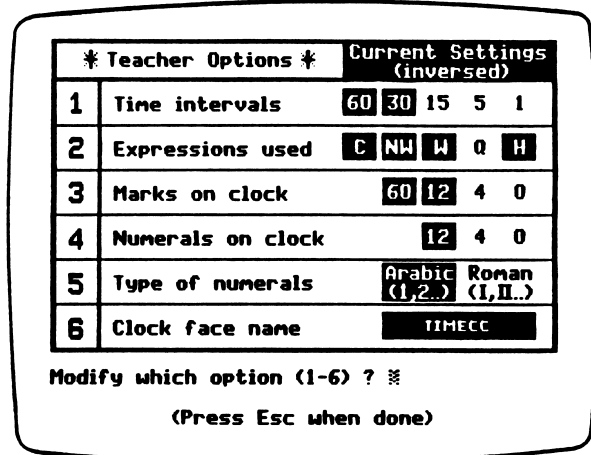 * Teacher Options * Current Settings
(inversed)
1 Time intervals 60 30 15 5 1
2 Expressions used C NW W Q H
3 Marks on clock 60 12 4 0
4 Numerals on clock 12 4 0
5 Type of numerals Arabic Roman
(1,2..) (I,II..)
6 Clock face name TIMECC
Modify which option (1-6) ?
(Press Esc when done)